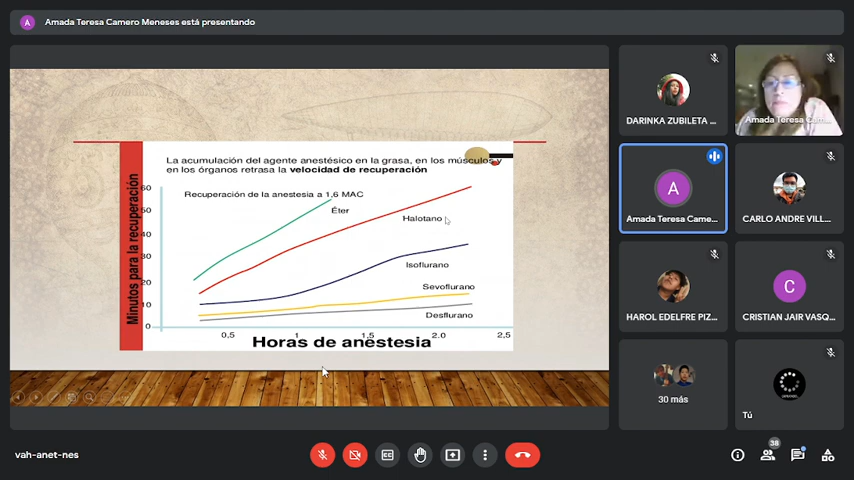 A
Amada Teresa Camero Meneses está presentando
La acumulación del agente anestésico en la grasa, en los músculos y
en los órganos retrasa la velocidad de recuperación
Recuperación de la anestesia a 1,6 MAC
Éter
Halotano
Isoflurano
Sevoflurano
Desflurano
Minutos para la recuperación
60
50
40
30
20
10
0
0,5
1
1,5
2.0
2,5
Horas de anestesia
DARINKA ZUBILETA ...
Amada Teresa Cam...
A
Amada Teresa Came...
CARLO ANDRE VILL...
HAROL EDELFRE PIZ...
C
CRISTIAN JAIR VASQ...
30 más
Tú
vah-anet-nes
38